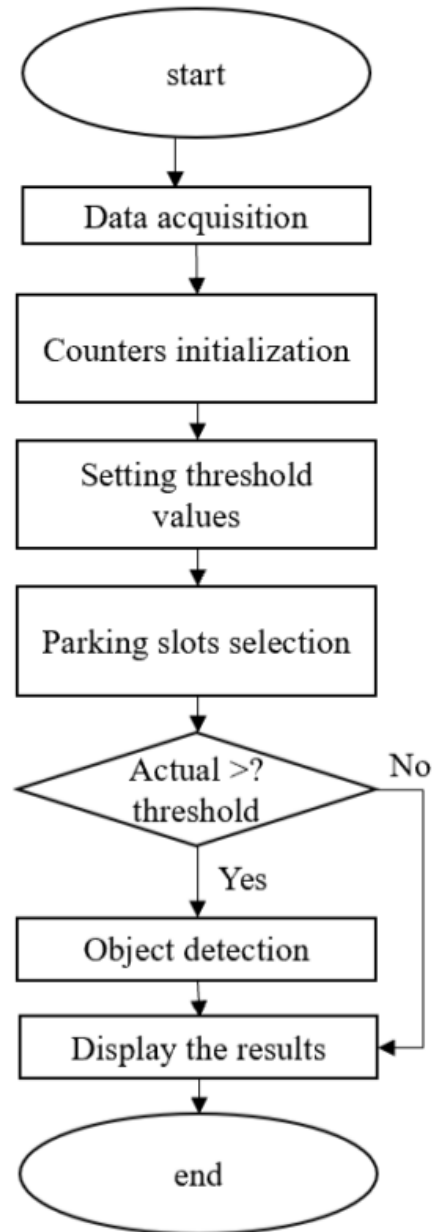 start
Data acquisition
Counters initialization
Setting threshold
values
Parking slots selection
Actual >?
threshold
No
Yes
Object detection
Display the results
end